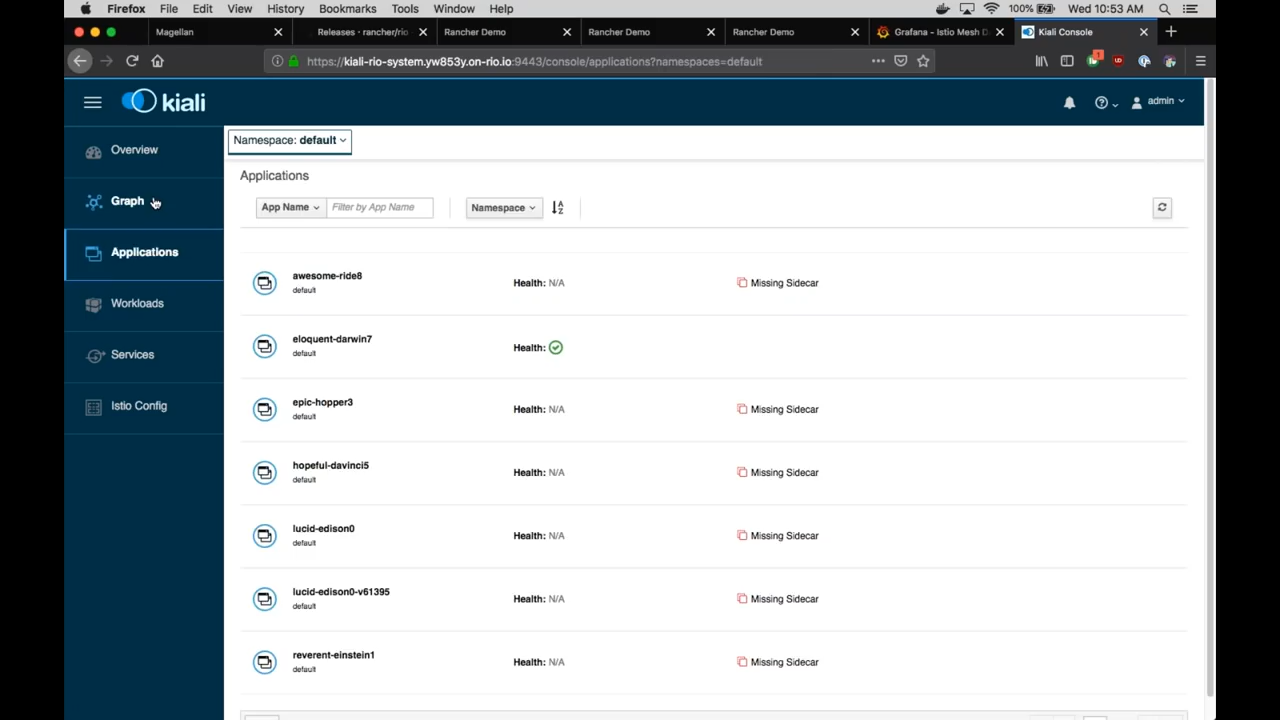 Firefox File Edit View History Bookmarks Tools Window Help 100% Wed 10:53 AM
Magellan Releases · rancher/rio Rancher Demo Rancher Demo Rancher Demo Grafana - Istio Mesh D Kiali Console
https://kiali-rio-system.yw853y.on-rio.io:9443/console/applications?namespaces=default
kiali admin
Overview
Graph
Applications
Workloads
Services
Istio Config
Namespace: default
Applications
App Name Filter by App Name Namespace
awesome-ride8 Health: N/A Missing Sidecar
default
eloquent-darwin7 Health:
default
epic-hopper3 Health: N/A Missing Sidecar
default
hopeful-davinci5 Health: N/A Missing Sidecar
default
lucid-edison0 Health: N/A Missing Sidecar
default
lucid-edison0-v61395 Health: N/A Missing Sidecar
default
reverent-einstein1 Health: N/A Missing Sidecar
default